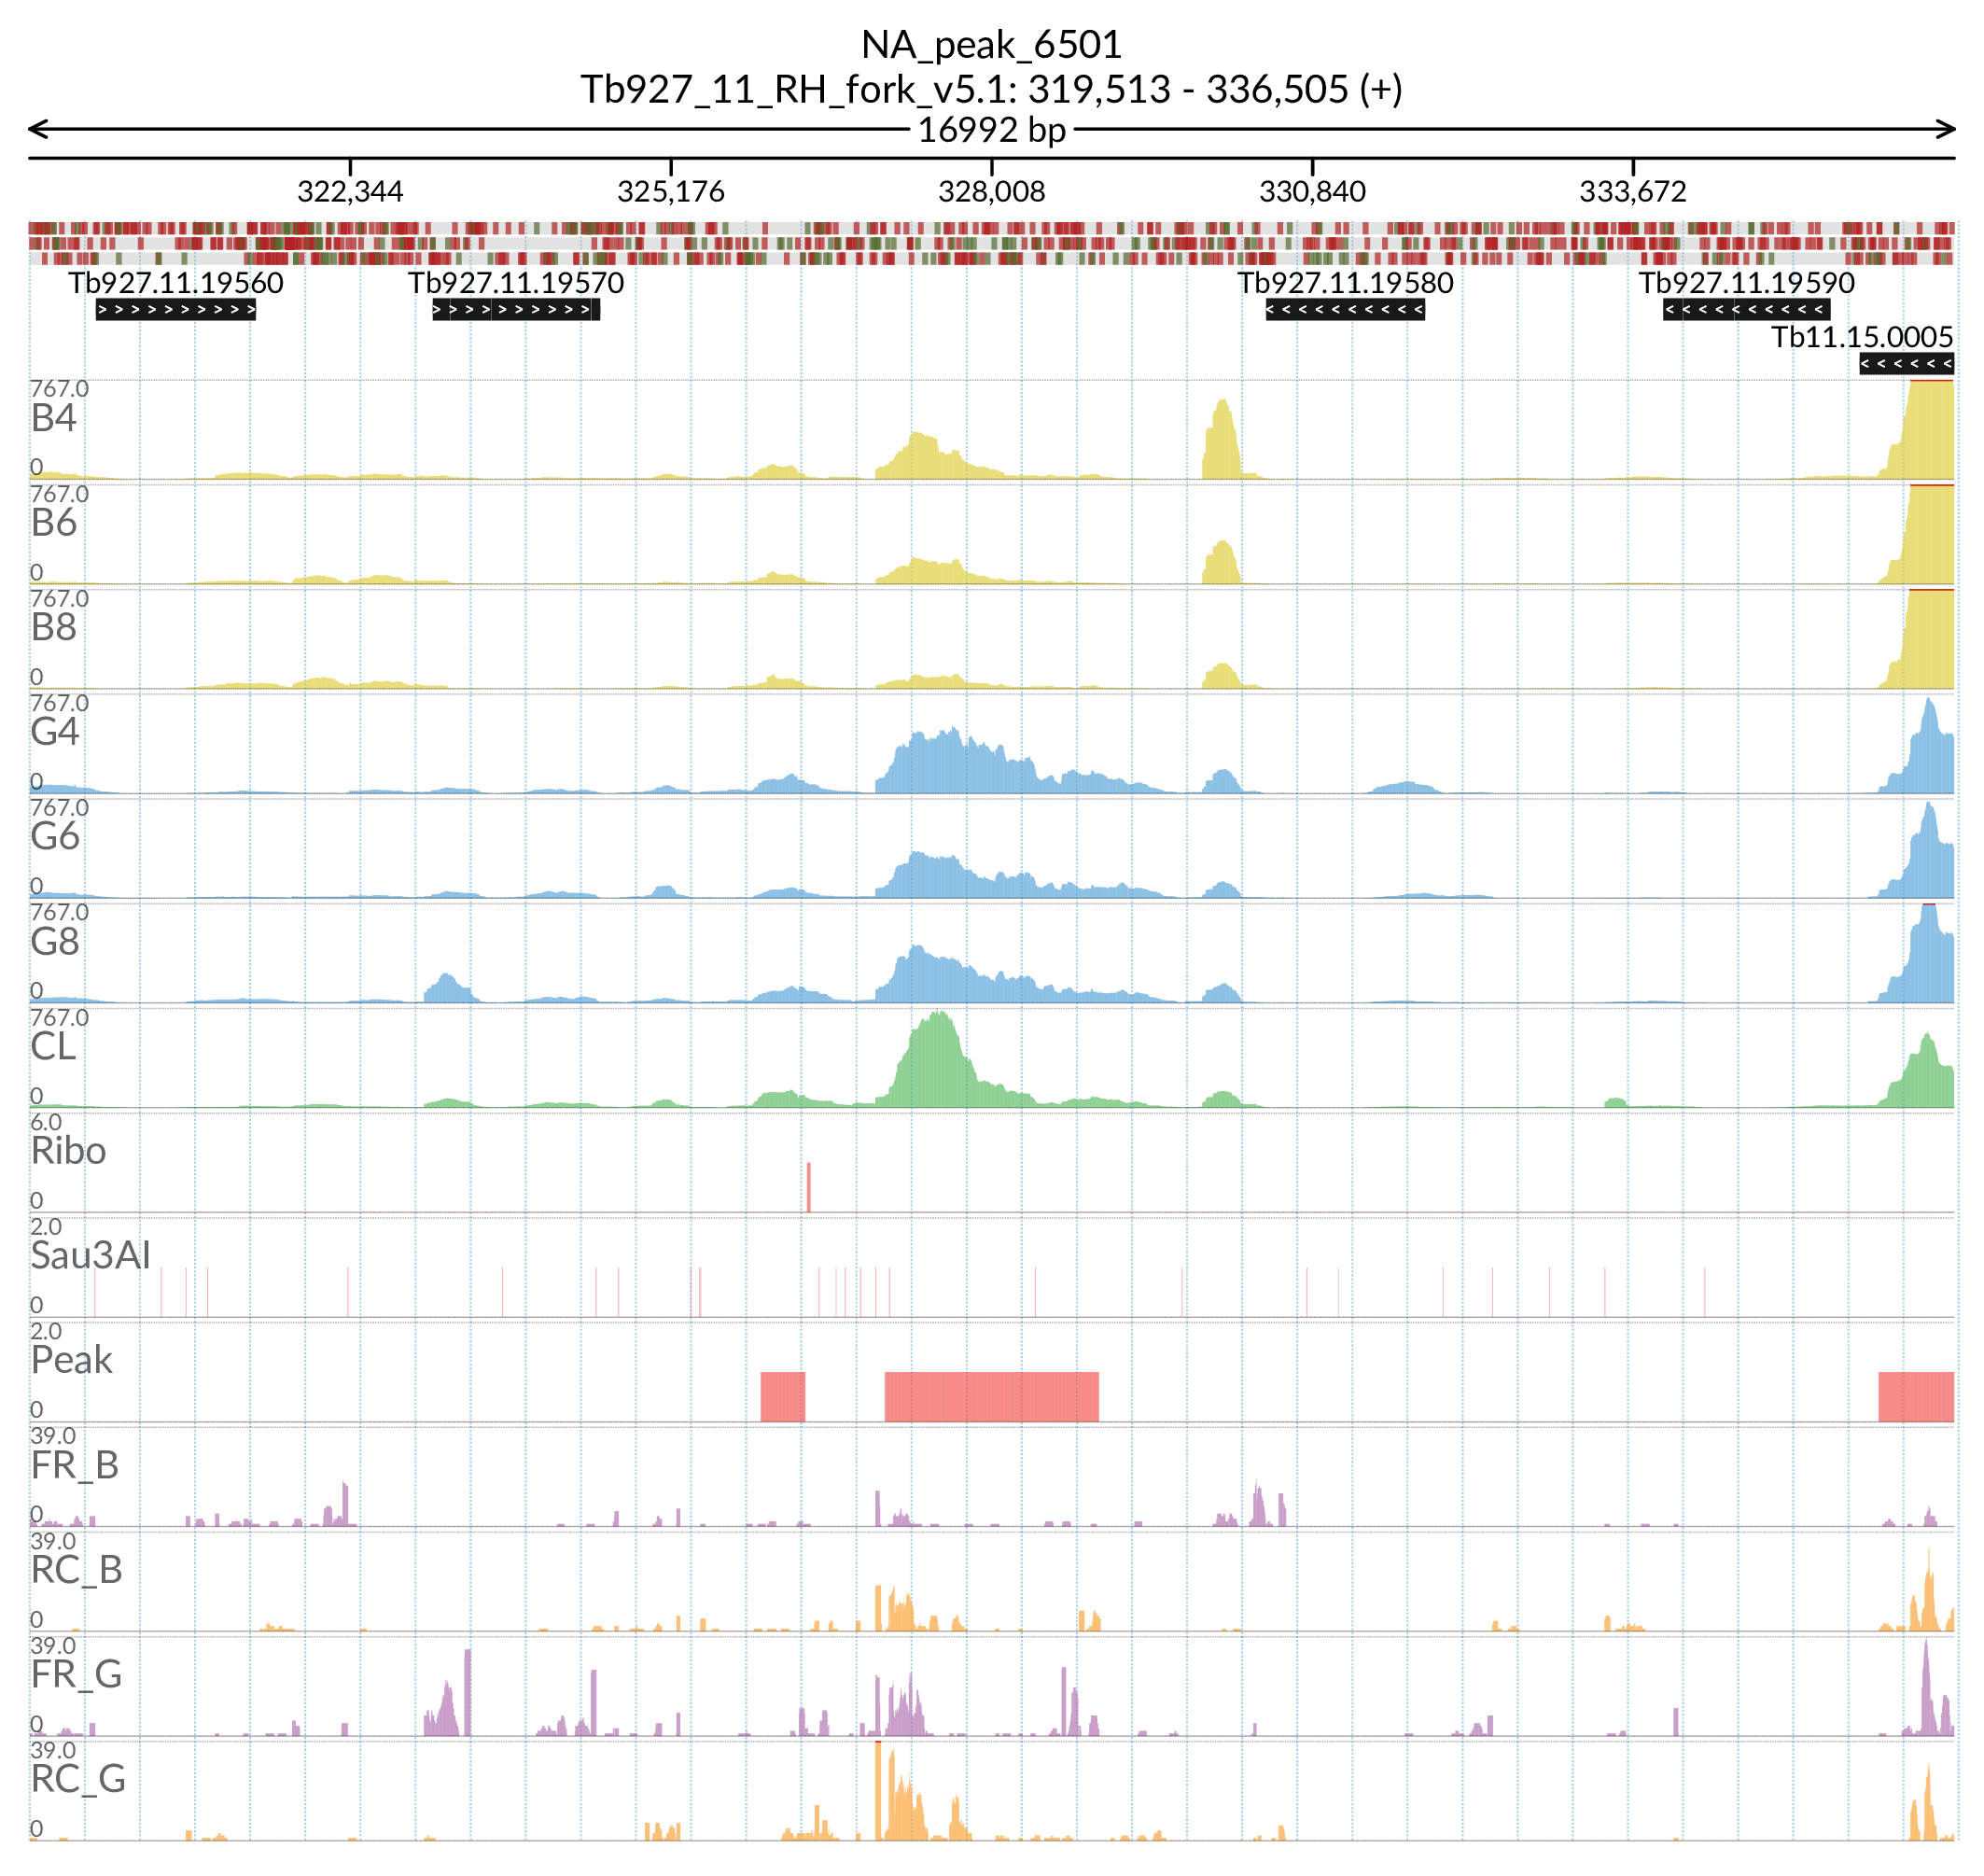 NA_peak_6501
Tb927_11_RH_fork_v5.1: 319,513 - 336,505 (+)
16992 bp
322,344 325,176 328,008 330,840 333,672
Tb927.11.19560 Tb927.11.19570 Tb927.11.19580 Tb927.11.19590
Tb11.15.0005
767.0
B4
0
767.0
B6
0
767.0
B8
0
767.0
G4
0
767.0
G6
0
767.0
G8
0
767.0
CL
0
6.0
Ribo
0
2.0
Sau3AI
0
2.0
Peak
0
39.0
FR_B
0
39.0
RC_B
0
39.0
FR_G
0
39.0
RC_G
0